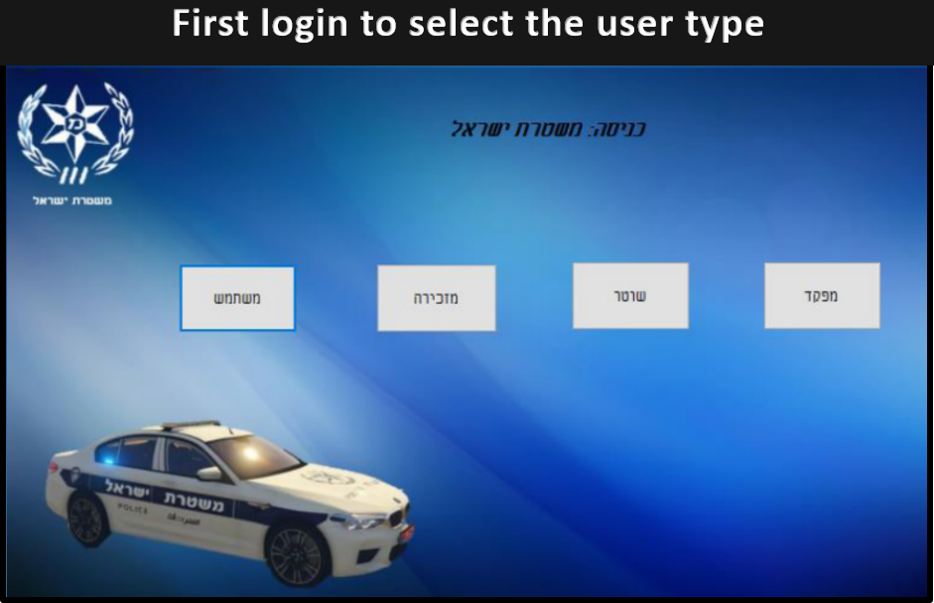 First login to select the user type
כניסה: משטרת ישראל
משטרת ישראל
מפקד
שוטר
מזכירה
משתמש
משטרת ישראל
POLICE